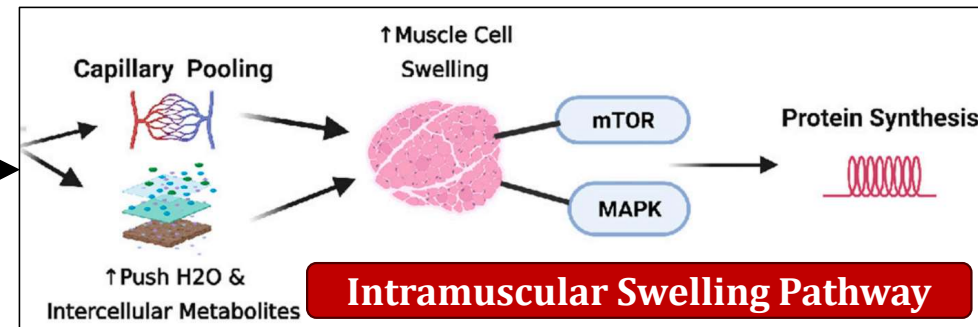 ↑Muscle Cell
Swelling
Capillary Pooling
mTOR
Protein Synthesis
MAPK
↑Push H2O &
Intercellular Metabolites
Intramuscular Swelling Pathway